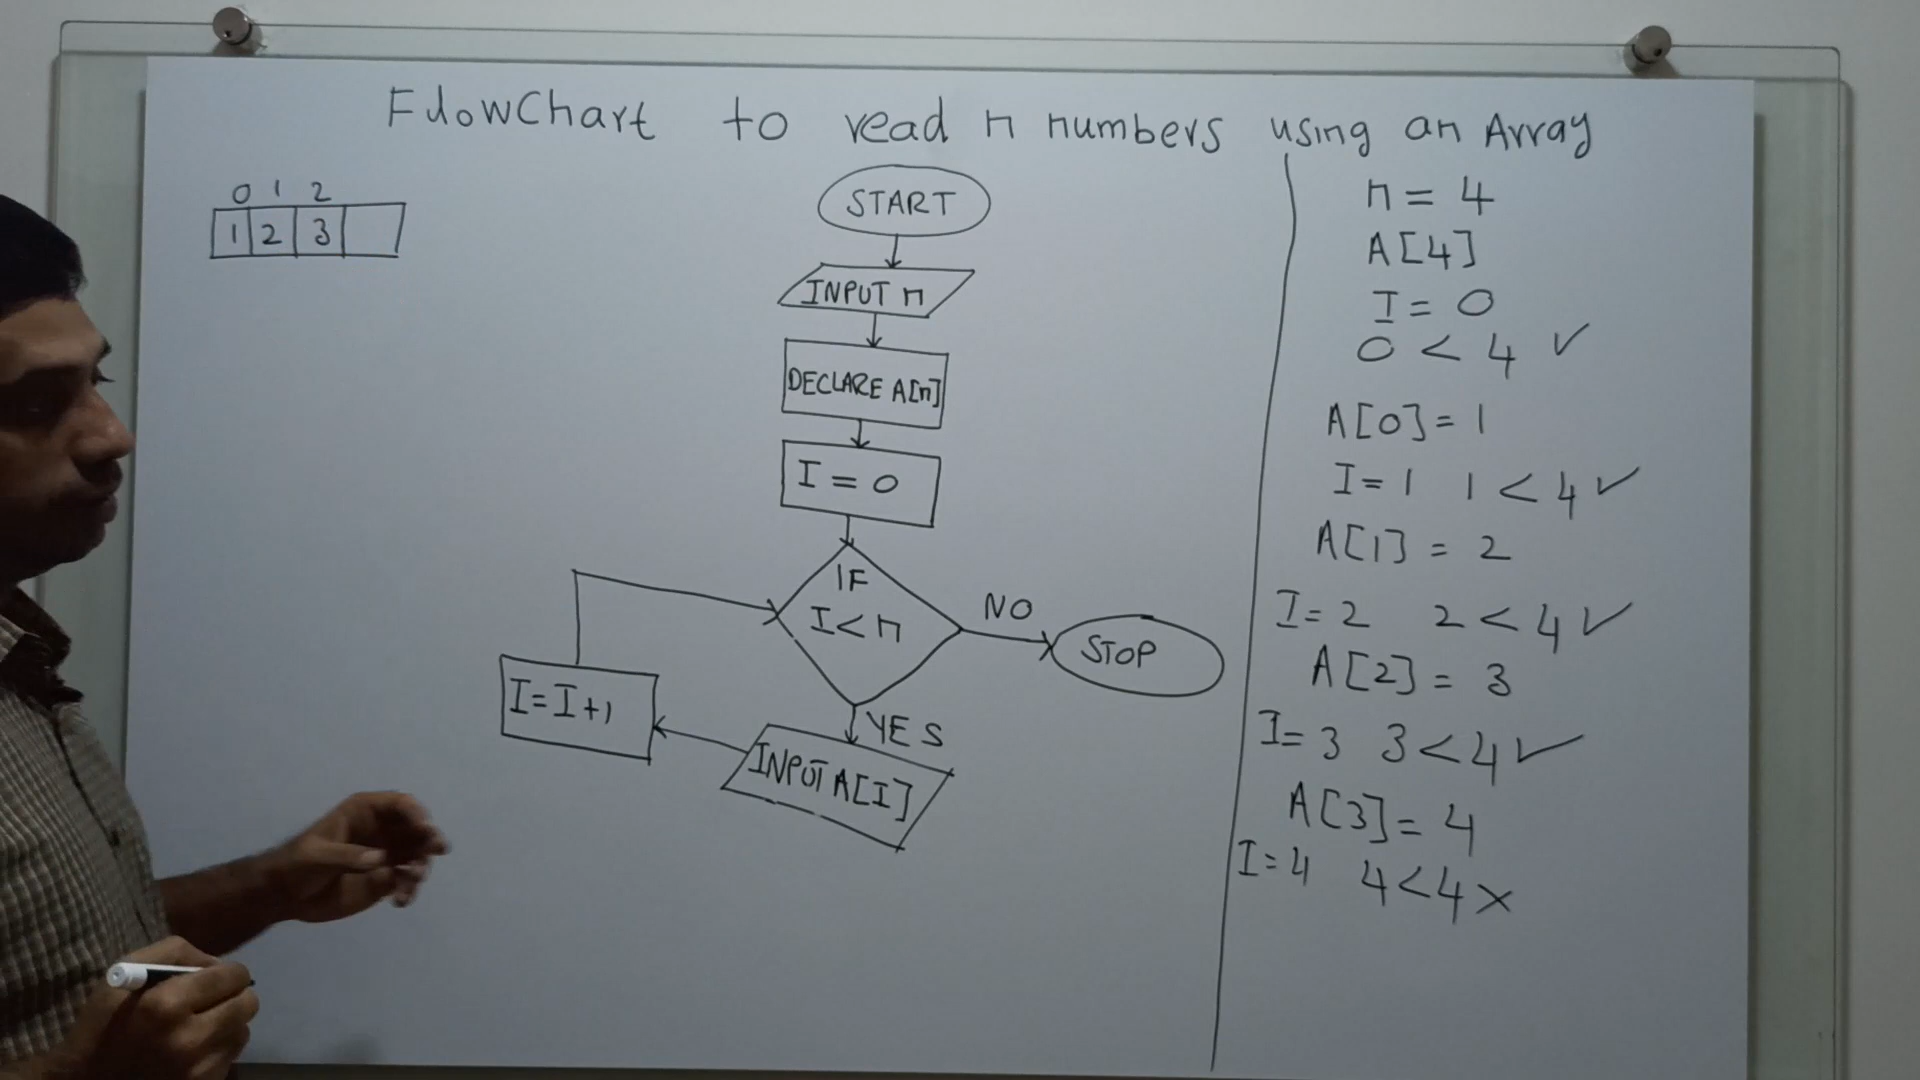 FlowChart to read n numbers using an Array
0 1 2
1 2 3
START
INPUT n
DECLARE A[n]
I = 0
IF
I < n
NO
STOP
YES
INPUT A[I]
I = I + 1
n = 4
A[4]
I = 0
0 < 4 ✓
A[0] = 1
I = 1 1 < 4 ✓
A[1] = 2
I = 2 2 < 4 ✓
A[2] = 3
I = 3 3 < 4 ✓
A[3] = 4
I = 4 4 < 4 ×